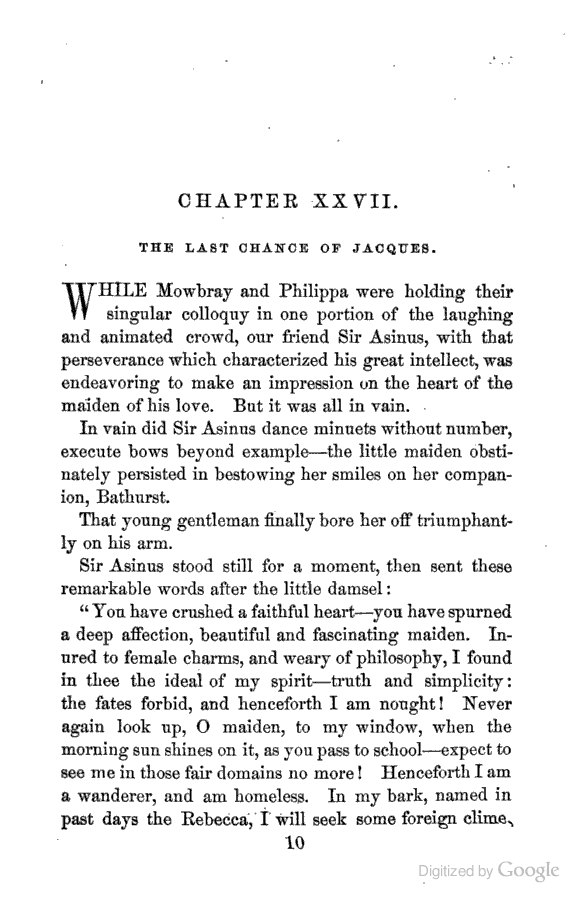 CHAPTER XXVII.
THE LAST CHANCE OF JACQUES.
WHILE Mowbray and Philippa were holding their
singular colloquy in one portion of the laughing
and animated crowd, our friend Sir Asinus, with that
perseverance which characterized his great intellect, was
endeavoring to make an impression on the heart of the
maiden of his love. But it was all in vain.
In vain did Sir Asinus dance minuets without number,
execute bows beyond example—the little maiden obsti-
nately persisted in bestowing her smiles on her compan-
ion, Bathurst.
That young gentleman finally bore her off triumphant-
ly on his arm.
Sir Asinus stood still for a moment, then sent these
remarkable words after the little damsel:
“You have crushed a faithful heart—you have spurned
a deep affection, beautiful and fascinating maiden. In-
ured to female charms, and weary of philosophy, I found
in thee the ideal of my spirit—truth and simplicity:
the fates forbid, and henceforth I am nought! Never
again look up, O maiden, to my window, when the
morning sun shines on it, as you pass to school—expect to
see me in those fair domains no more! Henceforth I am
a wanderer, and am homeless. In my bark, named in
past days the Rebecca, I will seek some foreign clime,
10
Digitized by Google